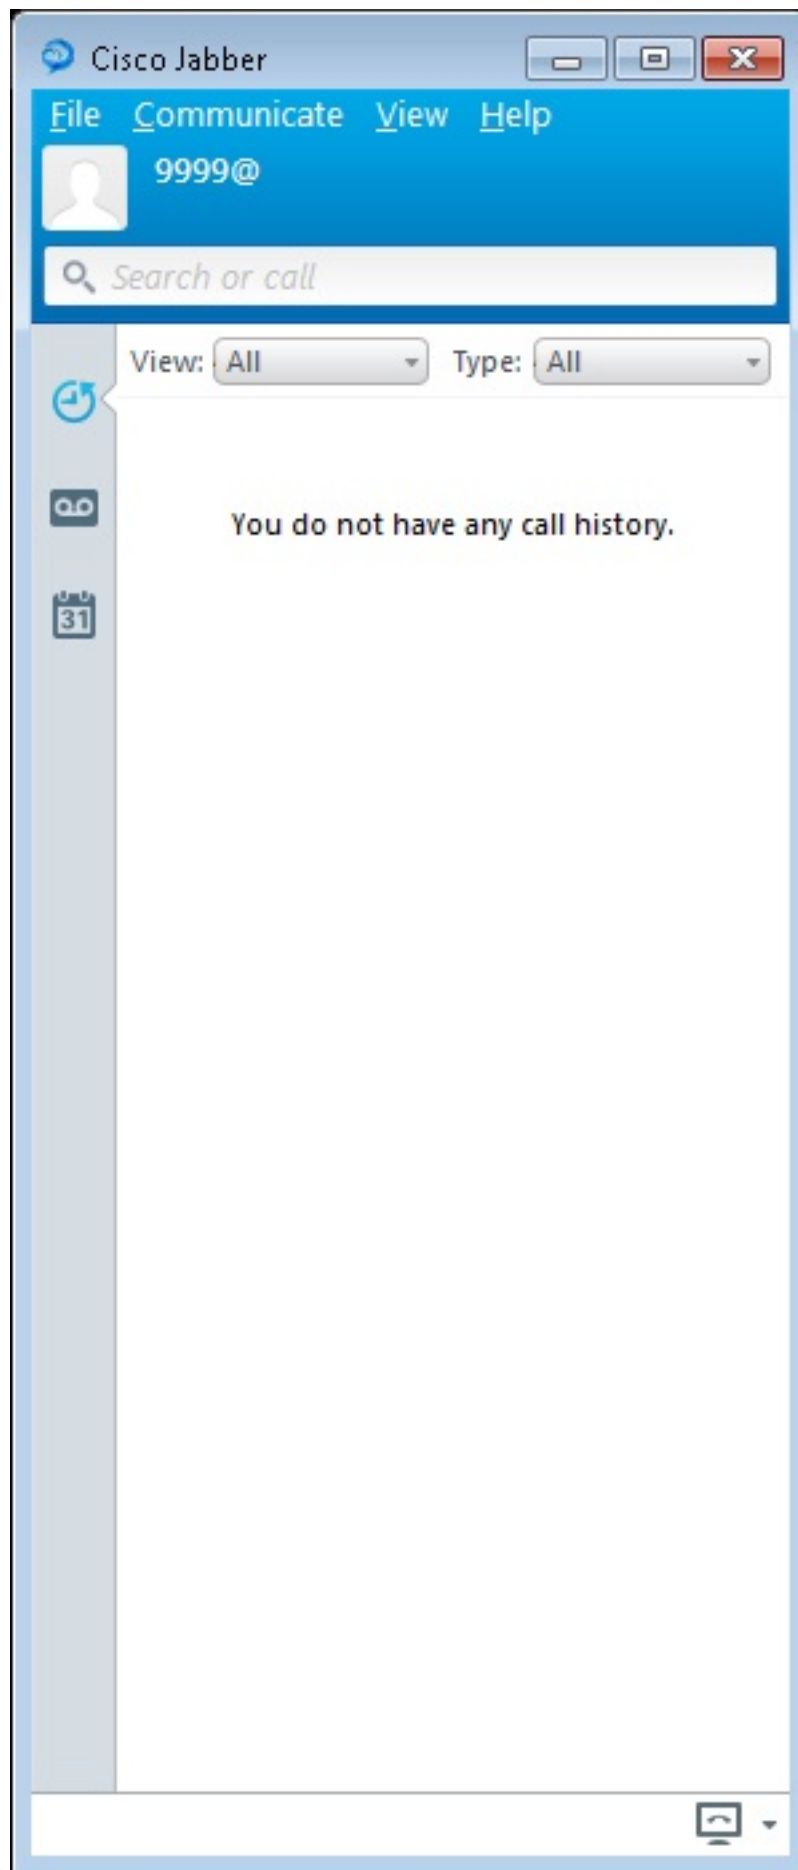 Cisco Jabber
File Communicate View Help
9999@
Search or call
View: All Type: All
You do not have any call history.
31